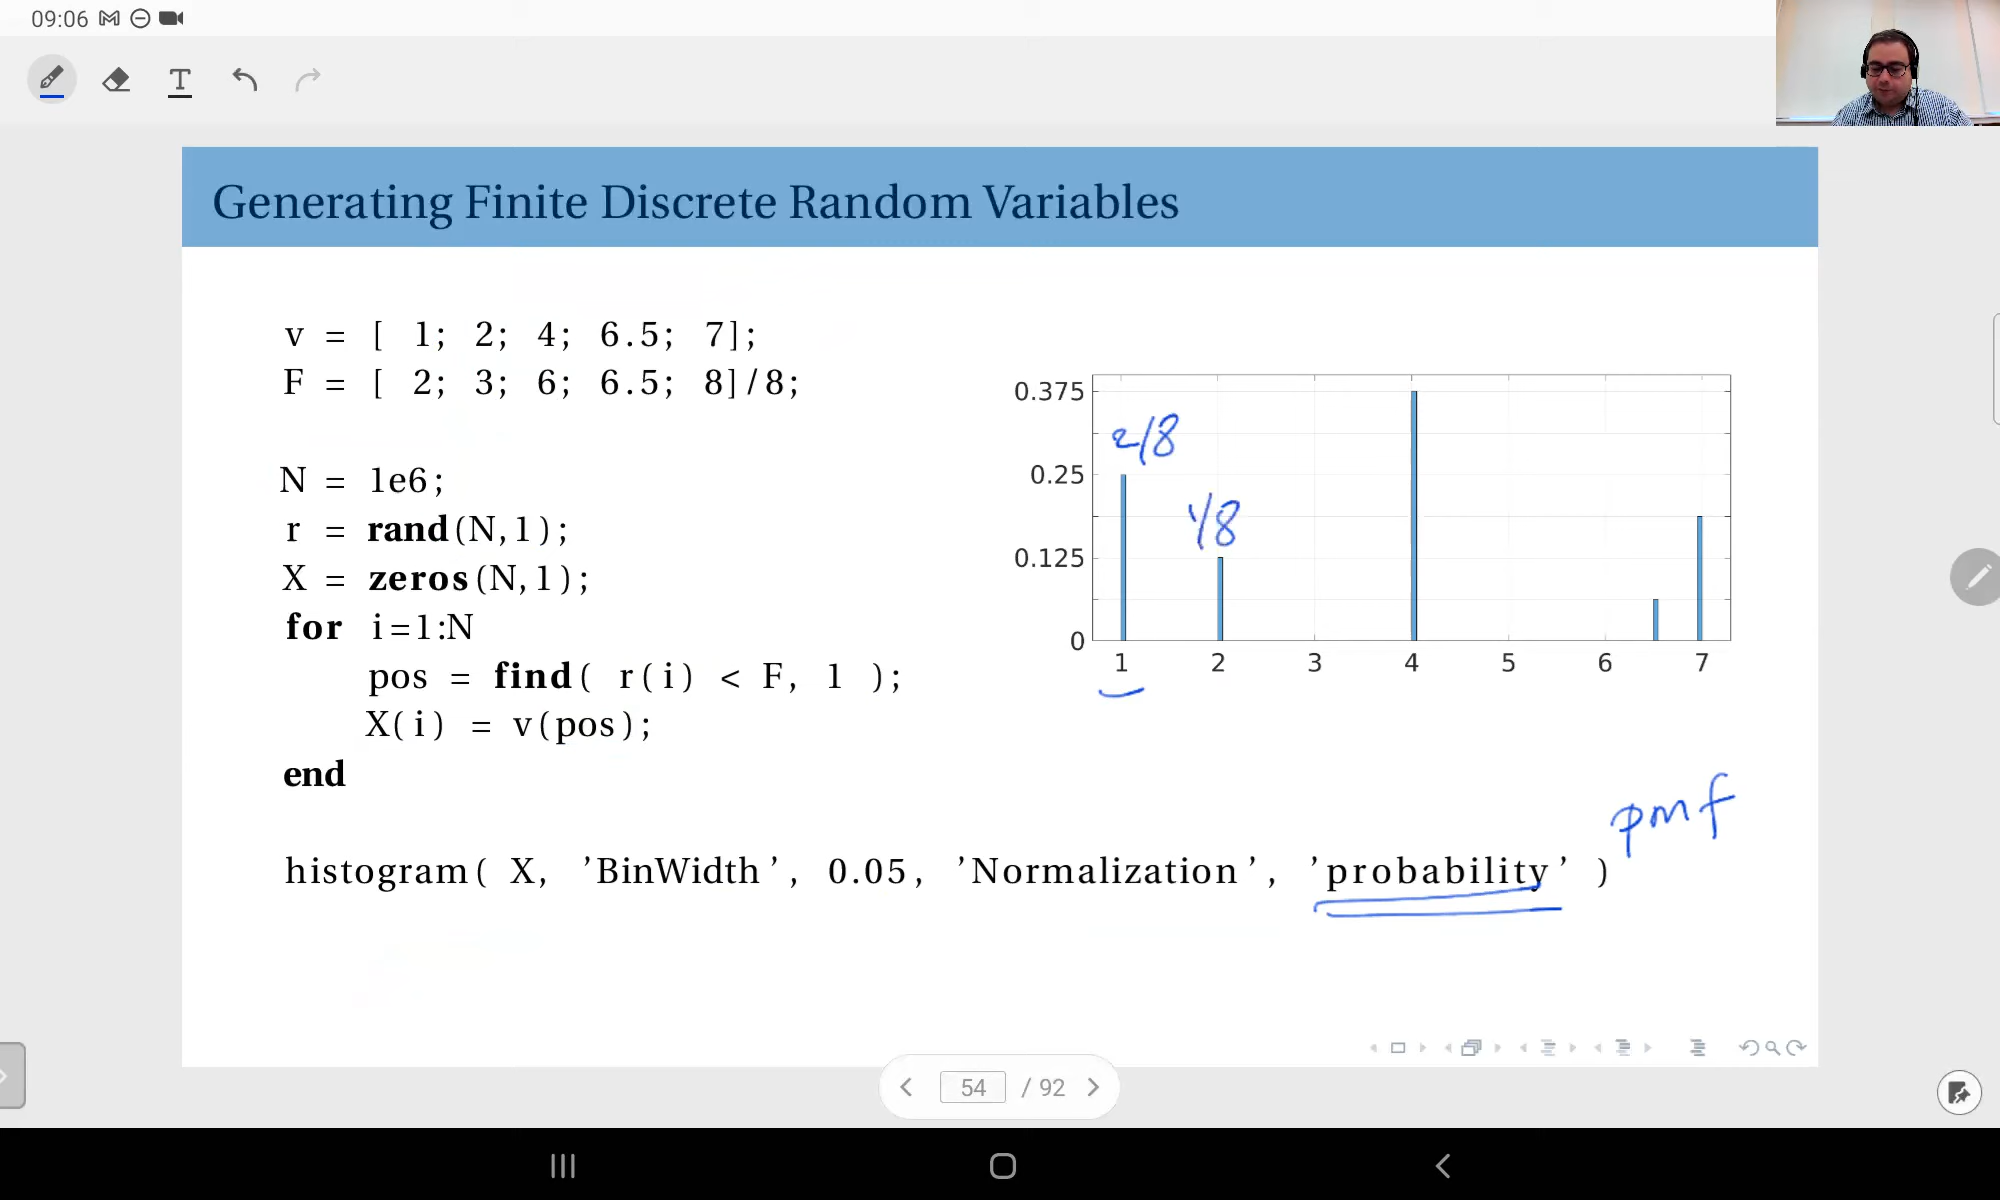 09:06
Generating Finite Discrete Random Variables
v = [ 1; 2; 4; 6.5; 7];
F = [ 2; 3; 6; 6.5; 8]/8;
N = 1e6;
r = rand(N,1);
X = zeros(N,1);
for i=1:N
pos = find( r(i) < F, 1 );
X(i) = v(pos);
end
0.375
0.25
0.125
0
2/8
1/8
1 2 3 4 5 6 7
pmf
histogram( X, 'BinWidth', 0.05, 'Normalization', 'probability' )
54 / 92